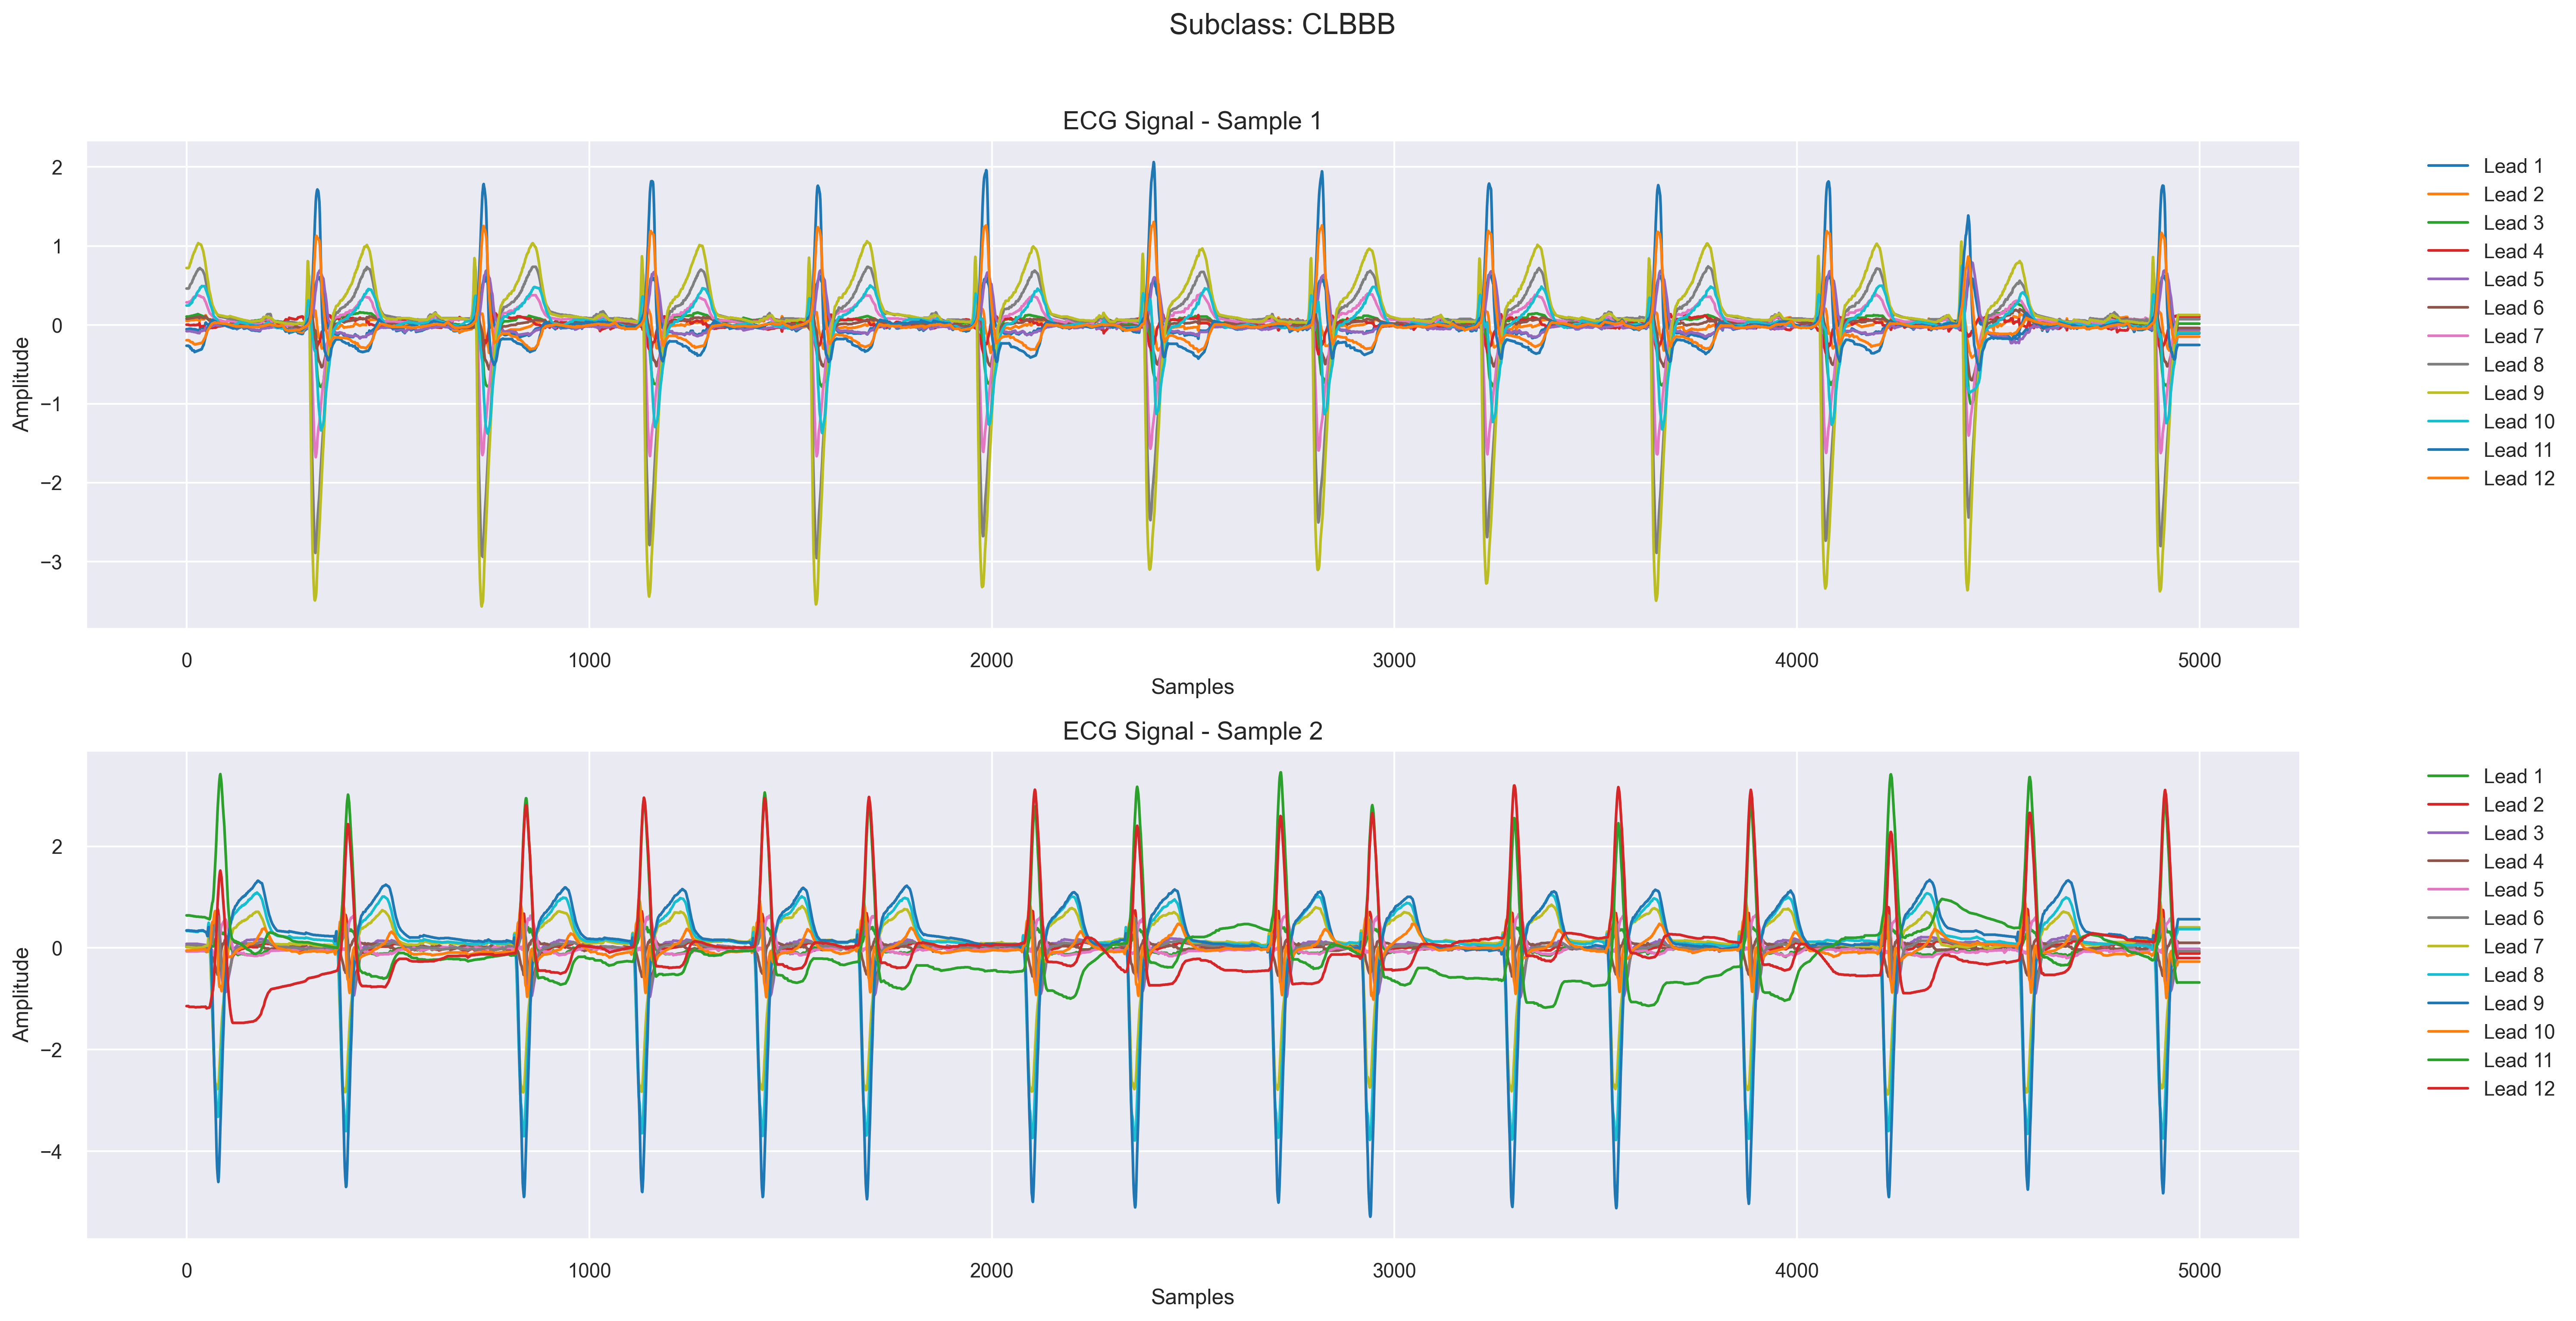 Subclass: CLBBB
ECG Signal - Sample 1
Amplitude
2
1
0
−1
−2
−3
0 1000 2000 3000 4000 5000
Samples
Lead 1
Lead 2
Lead 3
Lead 4
Lead 5
Lead 6
Lead 7
Lead 8
Lead 9
Lead 10
Lead 11
Lead 12
ECG Signal - Sample 2
Amplitude
2
0
−2
−4
0 1000 2000 3000 4000 5000
Samples
Lead 1
Lead 2
Lead 3
Lead 4
Lead 5
Lead 6
Lead 7
Lead 8
Lead 9
Lead 10
Lead 11
Lead 12